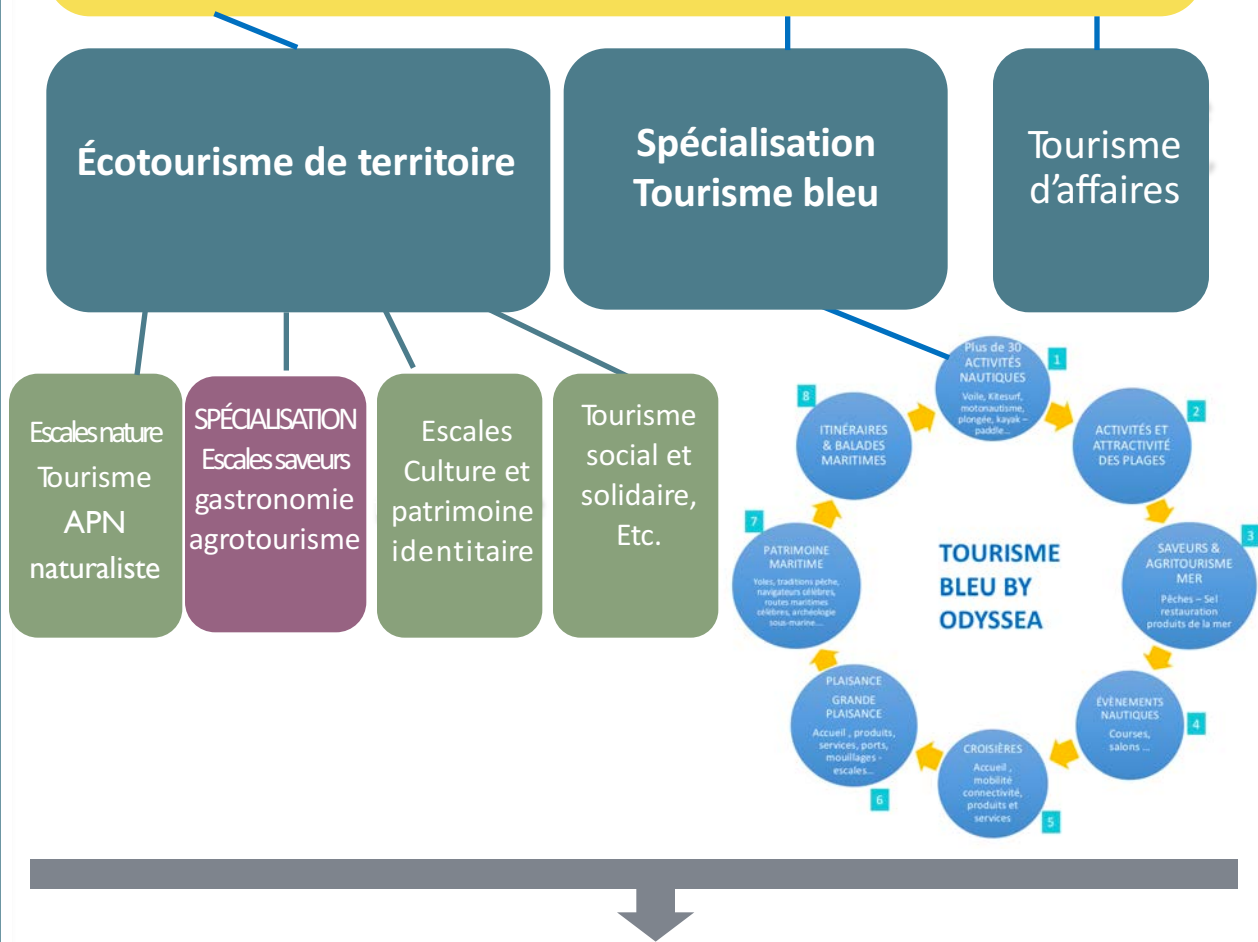 Écotourisme de territoire
Spécialisation
Tourisme bleu
Tourisme
d'affaires
Escales nature
Tourisme
APN
naturaliste
SPÉCIALISATION
Escales saveurs
gastronomie
agrotourisme
Escales
Culture et
patrimoine
identitaire
Tourisme
social et
solidaire,
Etc.
TOURISME
BLEU BY
ODYSSEA
Plus de 30
ACTIVITÉS
NAUTIQUES
Voile, Kitesurf,
motonautisme,
plongée, kayak –
paddle...
1
ACTIVITÉS ET
ATTRACTIVITÉ
DES PLAGES
2
SAVEURS &
AGRITOURISME
MER
Pêches – Sel
restauration
produits de la mer
3
ÉVÈNEMENTS
NAUTIQUES
Courses,
salons ...
4
CROISIÈRES
Accueil ,
mobilité
connectivité,
produits et
services
5
PLAISANCE
GRANDE
PLAISANCE
Accueil , produits,
services, ports,
mouillages -
escales...
6
PATRIMOINE
MARITIME
Yoles, traditions pêche,
navigateurs célèbres,
routes maritimes
célèbres, archéologie
sous-marine...
7
ITINÉRAIRES
& BALADES
MARITIMES
8